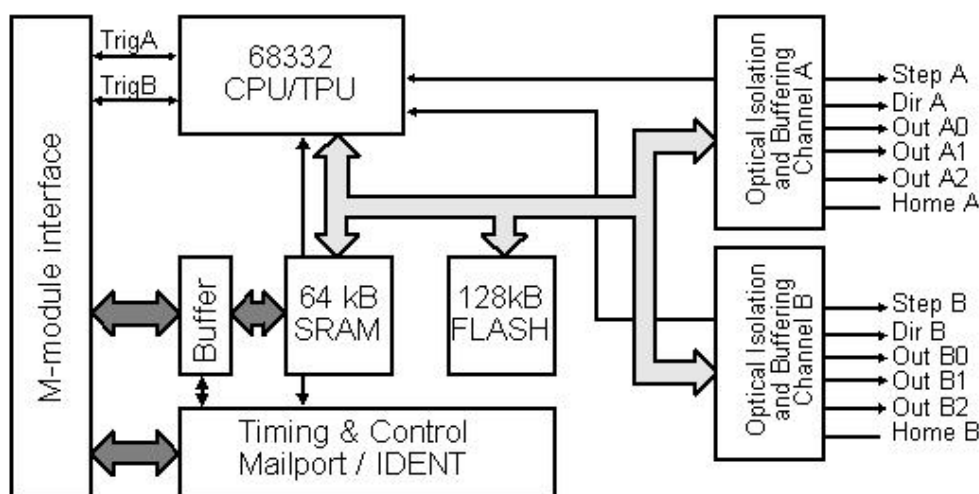 M-module interface
TrigA
TrigB
68332
CPU/TPU
Buffer
64 kB
SRAM
128kB
FLASH
Timing & Control
Mailport / IDENT
Optical Isolation
and Buffering
Channel A
Step A
Dir A
Out A0
Out A1
Out A2
Home A
Optical Isolation
and Buffering
Channel B
Step B
Dir B
Out B0
Out B1
Out B2
Home B